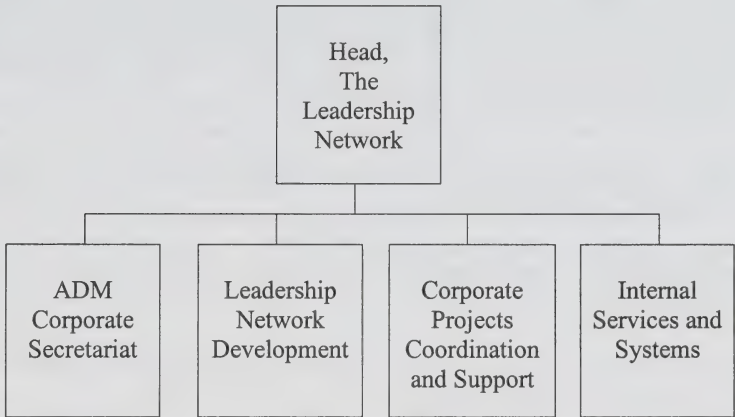 Head,
The
Leadership
Network
ADM
Corporate
Secretariat
Leadership
Network
Development
Corporate
Projects
Coordination
and Support
Internal
Services and
Systems